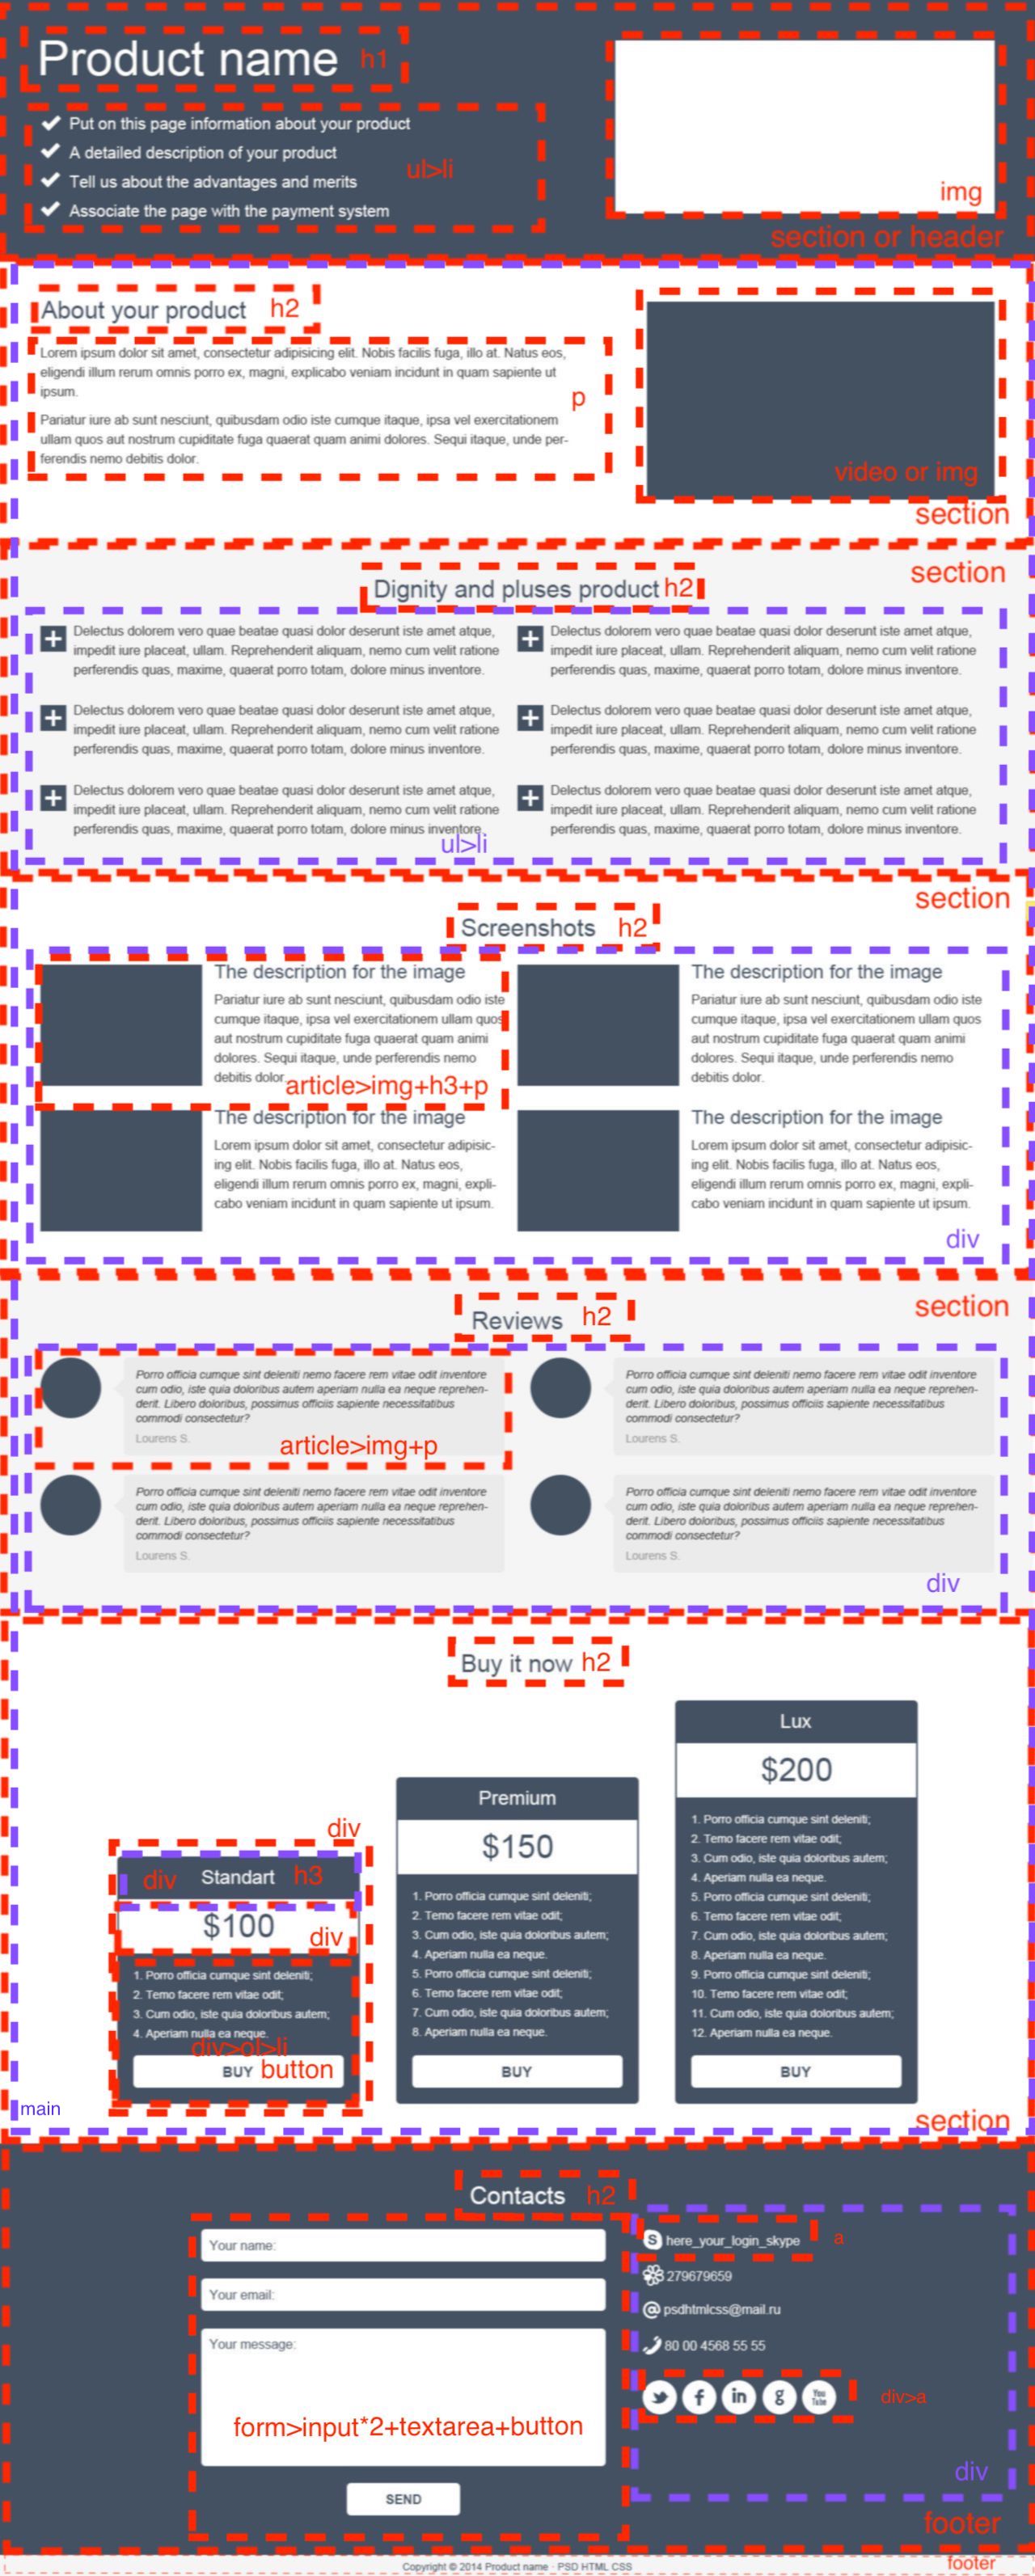 Product name h1
Put on this page information about your product
A detailed description of your product
ul>li
Tell us about the advantages and merits
Associate the page with the payment system
img
section or header
About your product h2
Lorem ipsum dolor sit amet, consectetur adipisicing elit. Nobis facilis fuga, illo at. Natus eos,
eligendi illum rerum omnis porro ex, magni, explicabo veniam incidunt in quam sapiente ut
ipsum.
p
Pariatur iure ab sunt nesciunt, quibusdam odio iste cumque itaque, ipsa vel exercitationem
ullam quos aut nostrum cupiditate fuga quaerat quam animi dolores. Sequi itaque, unde per-
ferendis nemo debitis dolor.
video or img
section
section
Dignity and pluses product h2
Delectus dolorem vero quae beatae quasi dolor deserunt iste amet atque,
impedit iure placeat, ullam. Reprehenderit aliquam, nemo cum velit ratione
perferendis quas, maxime, quaerat porro totam, dolore minus inventore.
Delectus dolorem vero quae beatae quasi dolor deserunt iste amet atque,
impedit iure placeat, ullam. Reprehenderit aliquam, nemo cum velit ratione
perferendis quas, maxime, quaerat porro totam, dolore minus inventore.
Delectus dolorem vero quae beatae quasi dolor deserunt iste amet atque,
impedit iure placeat, ullam. Reprehenderit aliquam, nemo cum velit ratione
perferendis quas, maxime, quaerat porro totam, dolore minus inventore.
Delectus dolorem vero quae beatae quasi dolor deserunt iste amet atque,
impedit iure placeat, ullam. Reprehenderit aliquam, nemo cum velit ratione
perferendis quas, maxime, quaerat porro totam, dolore minus inventore.
Delectus dolorem vero quae beatae quasi dolor deserunt iste amet atque,
impedit iure placeat, ullam. Reprehenderit aliquam, nemo cum velit ratione
perferendis quas, maxime, quaerat porro totam, dolore minus inventore.
Delectus dolorem vero quae beatae quasi dolor deserunt iste amet atque,
impedit iure placeat, ullam. Reprehenderit aliquam, nemo cum velit ratione
perferendis quas, maxime, quaerat porro totam, dolore minus inventore.
ul>li
section
Screenshots h2
The description for the image
Pariatur iure ab sunt nesciunt, quibusdam odio iste
cumque itaque, ipsa vel exercitationem ullam quos
aut nostrum cupiditate fuga quaerat quam animi
dolores. Sequi itaque, unde perferendis nemo
debitis dolor.
article>img+h3+p
The description for the image
Pariatur iure ab sunt nesciunt, quibusdam odio iste
cumque itaque, ipsa vel exercitationem ullam quos
aut nostrum cupiditate fuga quaerat quam animi
dolores. Sequi itaque, unde perferendis nemo
debitis dolor.
The description for the image
Lorem ipsum dolor sit amet, consectetur adipisic-
ing elit. Nobis facilis fuga, illo at. Natus eos,
eligendi illum rerum omnis porro ex, magni, expli-
cabo veniam incidunt in quam sapiente ut ipsum.
The description for the image
Lorem ipsum dolor sit amet, consectetur adipisic-
ing elit. Nobis facilis fuga, illo at. Natus eos,
eligendi illum rerum omnis porro ex, magni, expli-
cabo veniam incidunt in quam sapiente ut ipsum.
div
section
Reviews h2
Porro officia cumque sint deleniti nemo facere rem vitae odit inventore
cum odio, iste quia doloribus autem aperiam nulla ea neque reprehen-
derit. Libero doloribus, possimus officiis sapiente necessitatibus
commodi consectetur?
Lourens S.
article>img+p
Porro officia cumque sint deleniti nemo facere rem vitae odit inventore
cum odio, iste quia doloribus autem aperiam nulla ea neque reprehen-
derit. Libero doloribus, possimus officiis sapiente necessitatibus
commodi consectetur?
Lourens S.
Porro officia cumque sint deleniti nemo facere rem vitae odit inventore
cum odio, iste quia doloribus autem aperiam nulla ea neque reprehen-
derit. Libero doloribus, possimus officiis sapiente necessitatibus
commodi consectetur?
Lourens S.
Porro officia cumque sint deleniti nemo facere rem vitae odit inventore
cum odio, iste quia doloribus autem aperiam nulla ea neque reprehen-
derit. Libero doloribus, possimus officiis sapiente necessitatibus
commodi consectetur?
Lourens S.
div
Buy it now h2
div
div Standart h3
$100
div
1. Porro officia cumque sint deleniti;
2. Temo facere rem vitae odit;
3. Cum odio, iste quia doloribus autem;
4. Aperiam nulla ea neque.
div>ol>li
BUY button
Premium
$150
1. Porro officia cumque sint deleniti;
2. Temo facere rem vitae odit;
3. Cum odio, iste quia doloribus autem;
4. Aperiam nulla ea neque.
5. Porro officia cumque sint deleniti;
6. Temo facere rem vitae odit;
7. Cum odio, iste quia doloribus autem;
8. Aperiam nulla ea neque.
BUY
Lux
$200
1. Porro officia cumque sint deleniti;
2. Temo facere rem vitae odit;
3. Cum odio, iste quia doloribus autem;
4. Aperiam nulla ea neque.
5. Porro officia cumque sint deleniti;
6. Temo facere rem vitae odit;
7. Cum odio, iste quia doloribus autem;
8. Aperiam nulla ea neque.
9. Porro officia cumque sint deleniti;
10. Temo facere rem vitae odit;
11. Cum odio, iste quia doloribus autem;
12. Aperiam nulla ea neque.
BUY
main
section
Contacts h2
Your name:
Your email:
Your message:
form>input*2+textarea+button
SEND
S here_your_login_skype a
279679659
@ psdhtmlcss@mail.ru
80 00 4568 55 55
f in g You Tube
div>a
div
footer
Copyright © 2014 Product name · PSD HTML CSS
footer